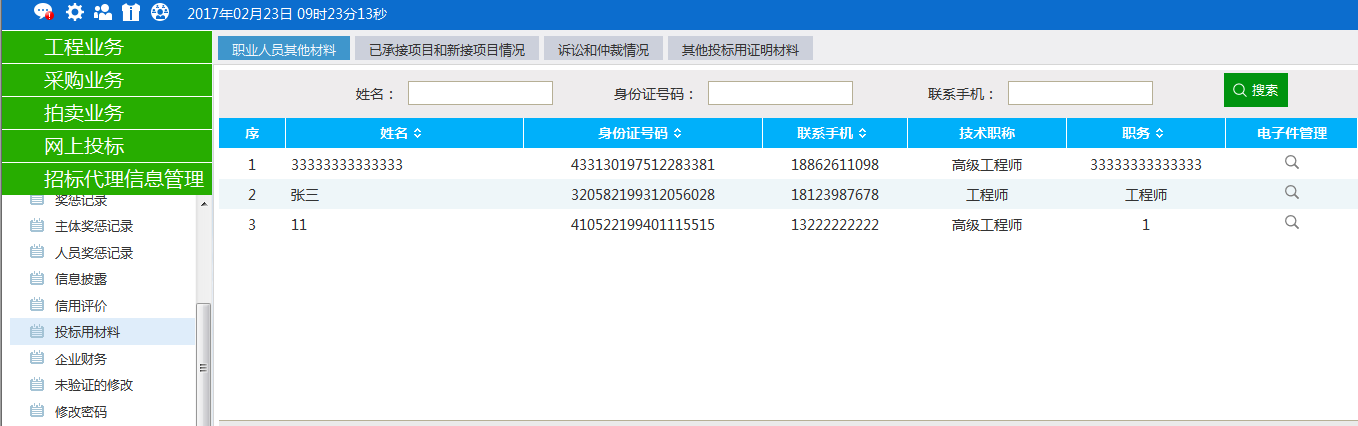 2017年02月23日 09时23分13秒
工程业务
采购业务
拍卖业务
网上投标
招标代理信息管理
奖惩记录
主体奖惩记录
人员奖惩记录
信息披露
信用评价
投标用材料
企业财务
未验证的修改
修改密码
职业人员其他材料 已承接项目和新接项目情况 诉讼和仲裁情况 其他投标用证明材料
姓名： 身份证号码： 联系手机： 搜索
序 姓名 身份证号码 联系手机 技术职称 职务 电子件管理
1 33333333333333 433130197512283381 18862611098 高级工程师 33333333333333
2 张三 320582199312056028 18123987678 工程师 工程师
3 11 410522199401115515 13222222222 高级工程师 1